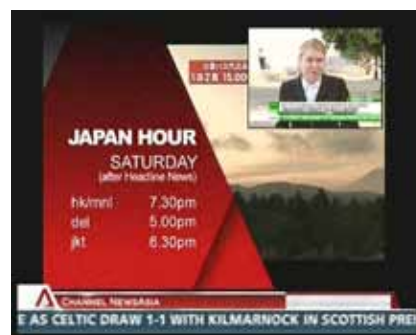 JAPAN HOUR
SATURDAY
(after Headline News)
hk/mnl 7.30pm
del 5.00pm
jkt 6.30pm
CHANNEL NEWSASIA
E AS CELTIC DRAW 1-1 WITH KILMARNOCK IN SCOTTISH PRE